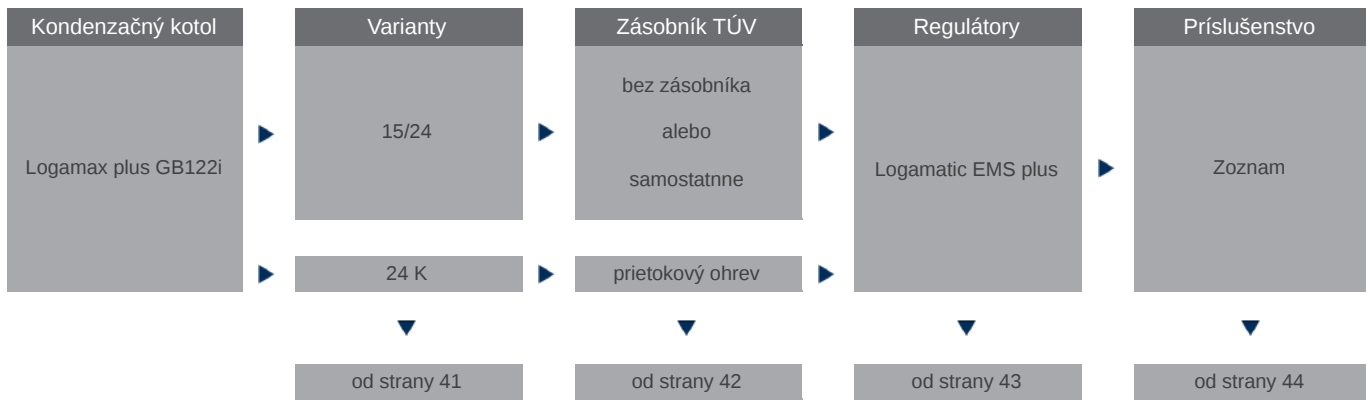 Kondenzačný kotol
Varianty
Zásobník TÚV
Regulátory
Príslušenstvo
Logamax plus GB122i
15/24
bez zásobníka
alebo
samostatnne
Logamatic EMS plus
Zoznam
24 K
prietokový ohrev
od strany 41
od strany 42
od strany 43
od strany 44